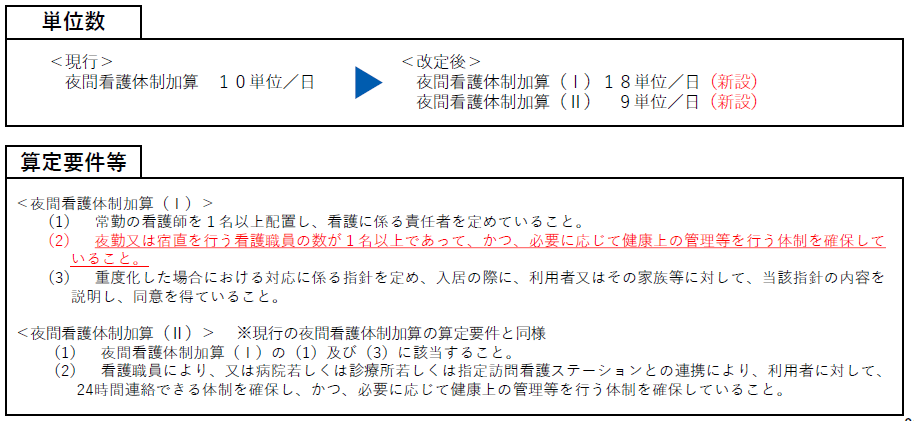 単位数
＜現行＞
夜間看護体制加算　１０単位／日
＜改定後＞
夜間看護体制加算（Ⅰ）１８単位／日（新設）
夜間看護体制加算（Ⅱ）　９単位／日（新設）
算定要件等
＜夜間看護体制加算（Ⅰ）＞
（1）　常勤の看護師を１名以上配置し、看護に係る責任者を定めていること。
（2）　夜勤又は宿直を行う看護職員の数が１名以上であって、かつ、必要に応じて健康上の管理等を行う体制を確保して
いること。
（3）　重度化した場合における対応に係る指針を定め、入居の際に、利用者又はその家族等に対して、当該指針の内容を
説明し、同意を得ていること。
＜夜間看護体制加算（Ⅱ）＞　※現行の夜間看護体制加算の算定要件と同様
（1）　夜間看護体制加算（Ⅰ）の（1）及び（3）に該当すること。
（2）　看護職員により、又は病院若しくは診療所若しくは指定訪問看護ステーションとの連携により、利用者に対して、
24時間連絡できる体制を確保し、かつ、必要に応じて健康上の管理等を行う体制を確保していること。